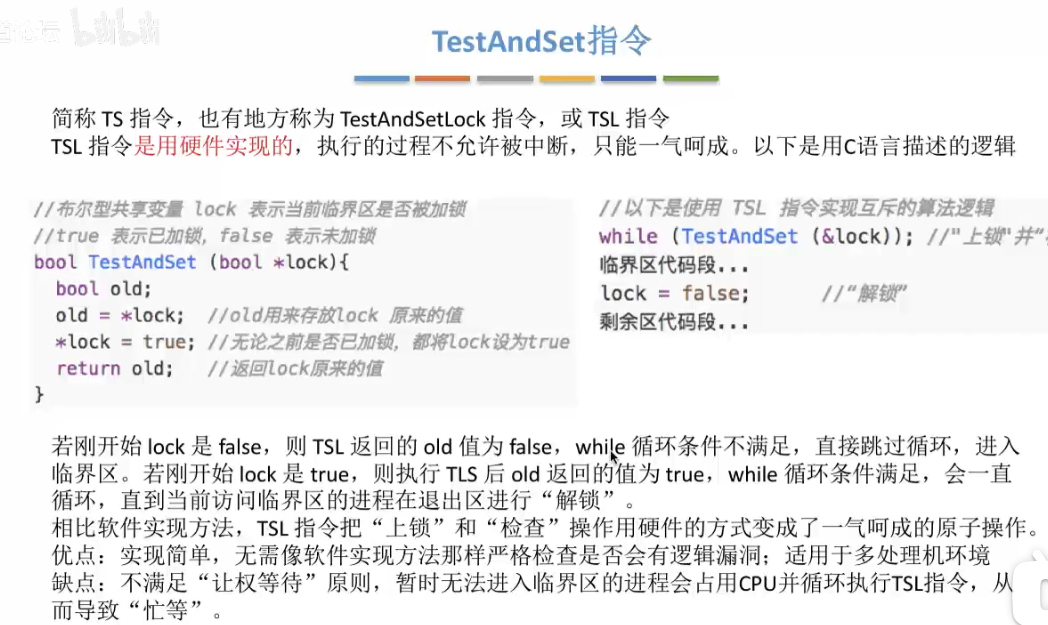 bilibili
TestAndSet指令
简称 TS 指令，也有地方称为 TestAndSetLock 指令，或 TSL 指令
TSL 指令是用硬件实现的，执行的过程不允许被中断，只能一气呵成。以下是用C语言描述的逻辑
//布尔型共享变量 lock 表示当前临界区是否被加锁
//true 表示已加锁，false 表示未加锁
bool TestAndSet (bool *lock){
bool old;
old = *lock; //old用来存放lock 原来的值
*lock = true; //无论之前是否已加锁，都将lock设为true
return old; //返回lock原来的值
}
//以下是使用 TSL 指令实现互斥的算法逻辑
while (TestAndSet (&lock)); //"上锁"并"
临界区代码段...
lock = false; //“解锁”
剩余区代码段...
若刚开始 lock 是 false，则 TSL 返回的 old 值为 false，while 循环条件不满足，直接跳过循环，进入
临界区。若刚开始 lock 是 true，则执行 TLS 后 old 返回的值为 true，while 循环条件满足，会一直
循环，直到当前访问临界区的进程在退出区进行“解锁”。
相比软件实现方法，TSL 指令把“上锁”和“检查”操作用硬件的方式变成了一气呵成的原子操作。
优点：实现简单，无需像软件实现方法那样严格检查是否会有逻辑漏洞；适用于多处理机环境
缺点：不满足“让权等待”原则，暂时无法进入临界区的进程会占用CPU并循环执行TSL指令，从
而导致“忙等”。